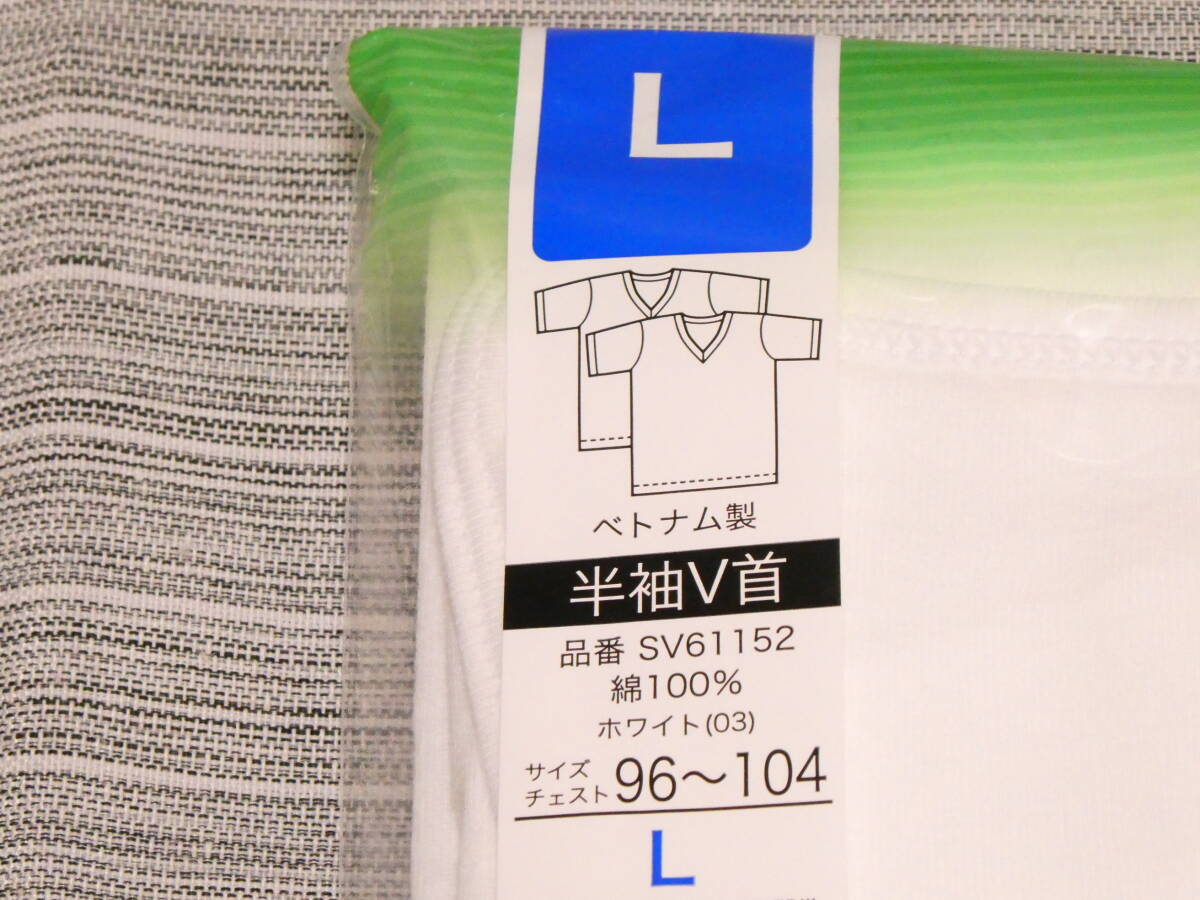 L
ベトナム製
半袖V首
品番 SV61152
綿100%
ホワイト(03)
サイズ
チェスト 96〜104
L